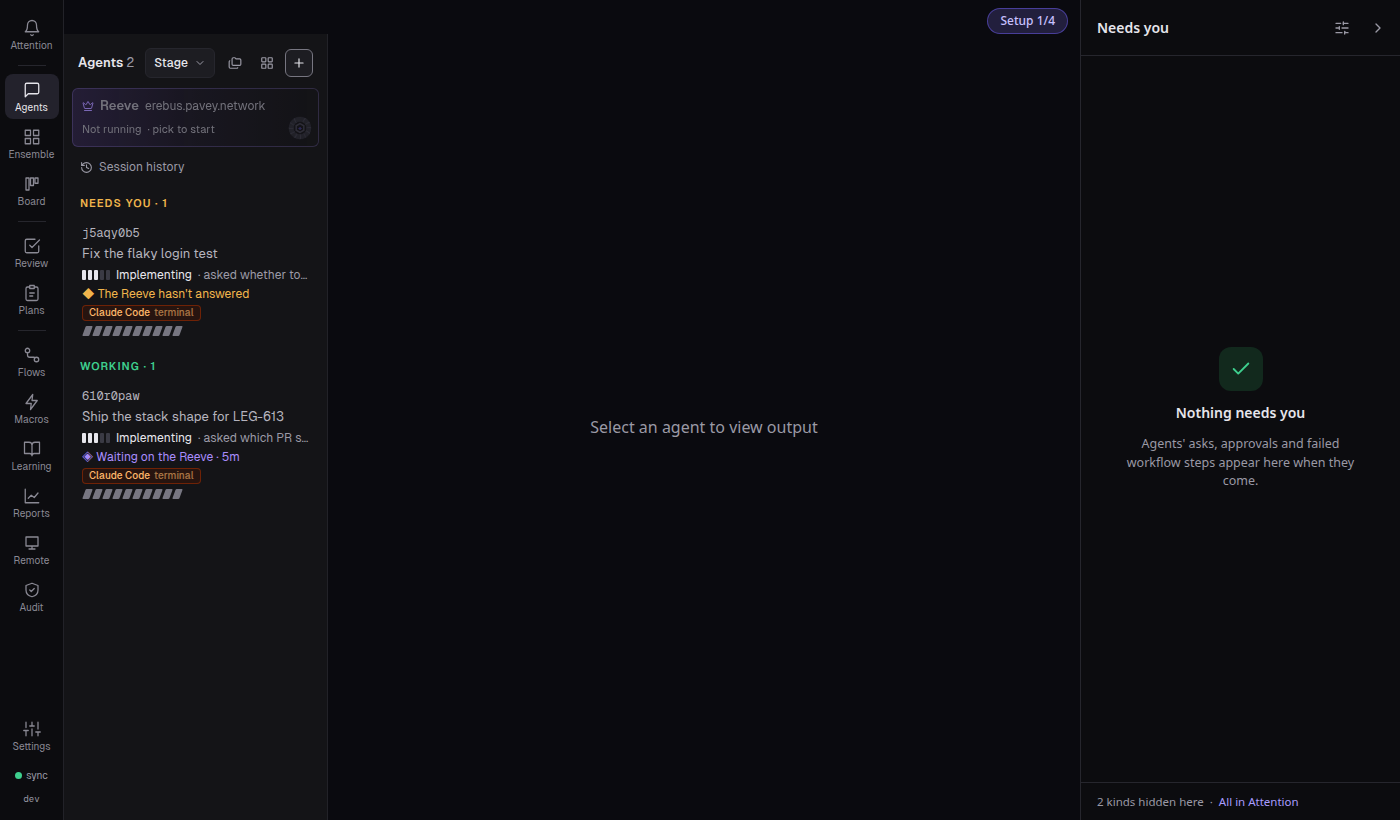 Attention
Agents
Ensemble
Board
Review
Plans
Flows
Macros
Learning
Reports
Remote
Audit
Settings
sync
dev
Setup 1/4
Agents 2
Stage
Reeve erebus.pavey.network
Not running · pick to start
Session history
NEEDS YOU · 1
j5aqy0b5
Fix the flaky login test
Implementing · asked whether to…
The Reeve hasn't answered
Claude Code terminal
WORKING · 1
610r0paw
Ship the stack shape for LEG-613
Implementing · asked which PR s…
Waiting on the Reeve · 5m
Claude Code terminal
Select an agent to view output
Needs you
Nothing needs you
Agents' asks, approvals and failed
workflow steps appear here when they
come.
2 kinds hidden here · All in Attention